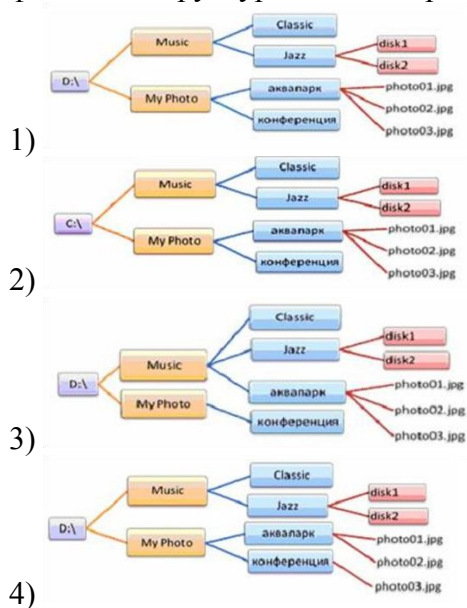 Classic
Music
Jazz
disk1
disk2
D:\
My Photo
аквапарк
photo01.jpg
photo02.jpg
конференция
photo03.jpg
1)
Classic
Music
Jazz
disk1
disk2
C:\
My Photo
аквапарк
photo01.jpg
photo02.jpg
конференция
photo03.jpg
2)
Classic
Music
Jazz
disk1
disk2
D:\
My Photo
аквапарк
photo01.jpg
photo02.jpg
конференция
photo03.jpg
3)
Classic
Music
Jazz
disk1
disk2
D:\
My Photo
аквапарк
photo01.jpg
photo02.jpg
конференция
photo03.jpg
4)